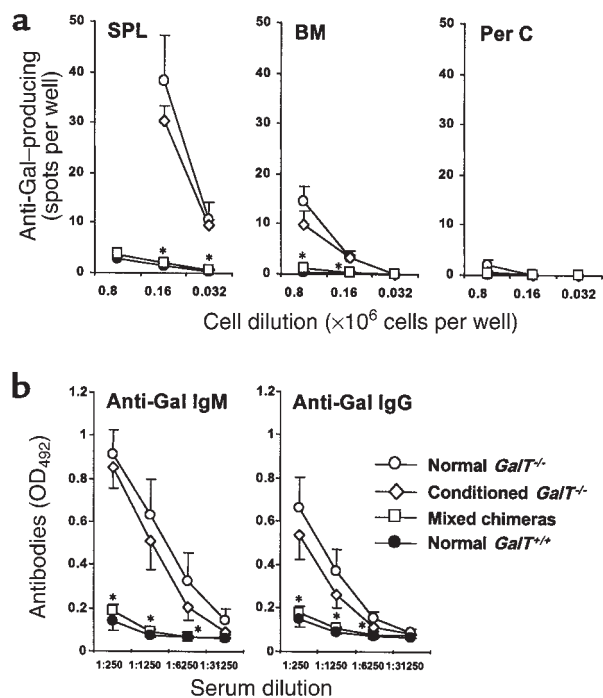 a
SPL
BM
Per C
Anti-Gal–producing
(spots per well)
50
40
30
20
10
0
0.8 0.16 0.032
50
40
30
20
10
0
0.8 0.16 0.032
50
40
30
20
10
0
0.8 0.16 0.032
* *
* *
Cell dilution (×10⁶ cells per well)
b
Anti-Gal IgM
Anti-Gal IgG
Antibodies (OD₄₉₂)
1.2
1
0.8
0.6
0.4
0.2
0
1:250 1:1250 1:6250 1:31250
1.2
1
0.8
0.6
0.4
0.2
0
1:250 1:1250 1:6250 1:31250
* * *
* * *
Serum dilution
Normal GalT⁻/⁻
Conditioned GalT⁻/⁻
Mixed chimeras
Normal GalT⁺/⁺